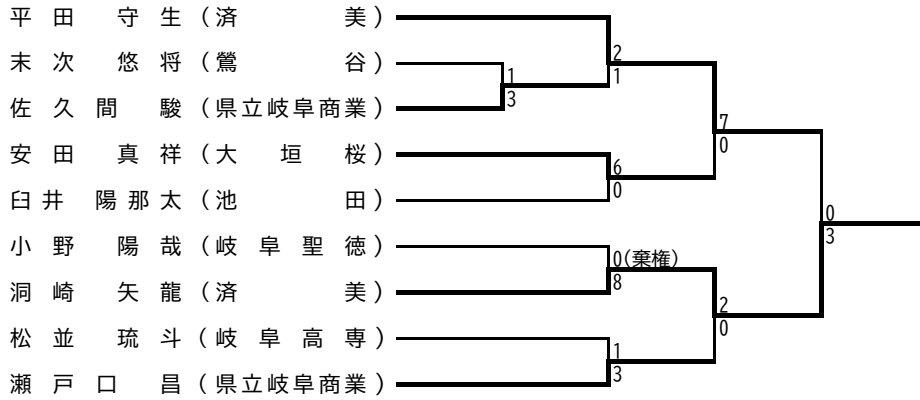 平田 守生(済 美)
2
末次 悠将(鶯 谷)
1
1
3
佐久間 駿(県立岐阜商業)
7
0
安田 真祥(大 垣 桜)
6
0
臼井 陽那太(池 田)
0
3
小野 陽哉(岐阜聖徳)
0(棄権)
8
洞崎 矢龍(済 美)
2
0
松並 琉斗(岐阜高専)
1
3
瀬戸口 昌(県立岐阜商業)